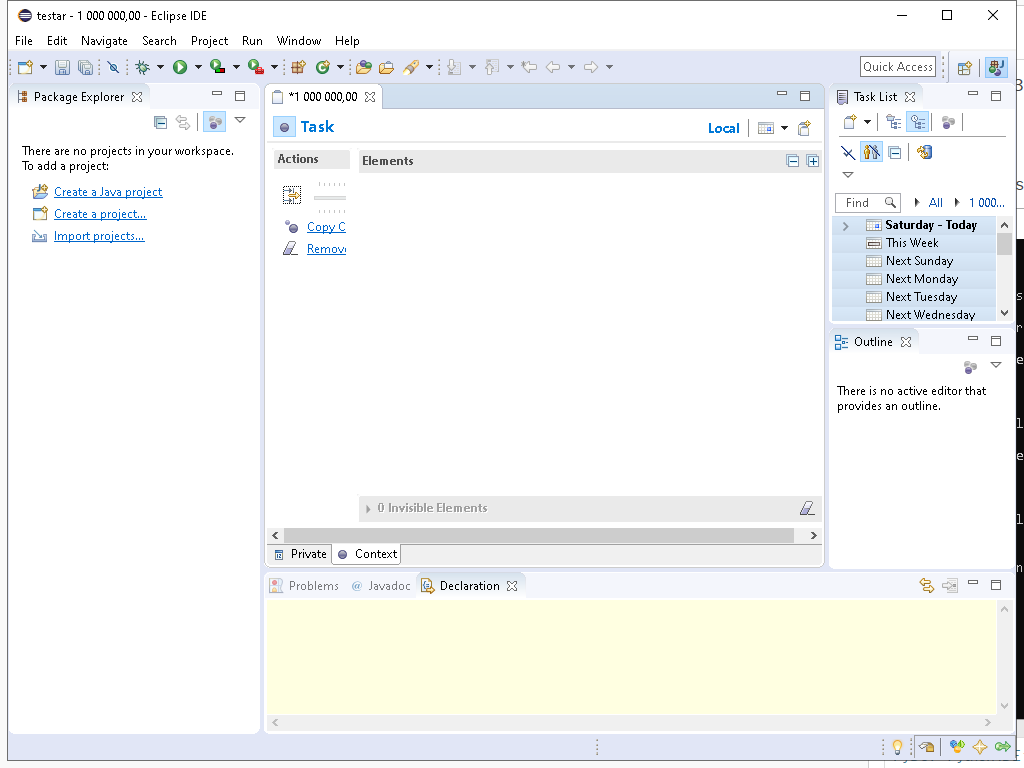 testar - 1 000 000,00 - Eclipse IDE
File Edit Navigate Search Project Run Window Help
Quick Access
Package Explorer
There are no projects in your workspace.
To add a project:
Create a Java project
Create a project...
Import projects...
*1 000 000,00
Task
Local
Actions
Elements
Copy C
Remov
0 Invisible Elements
Private Context
Task List
Find
All
1 000...
Saturday - Today
This Week
Next Sunday
Next Monday
Next Tuesday
Next Wednesday
Outline
There is no active editor that
provides an outline.
Problems Javadoc Declaration